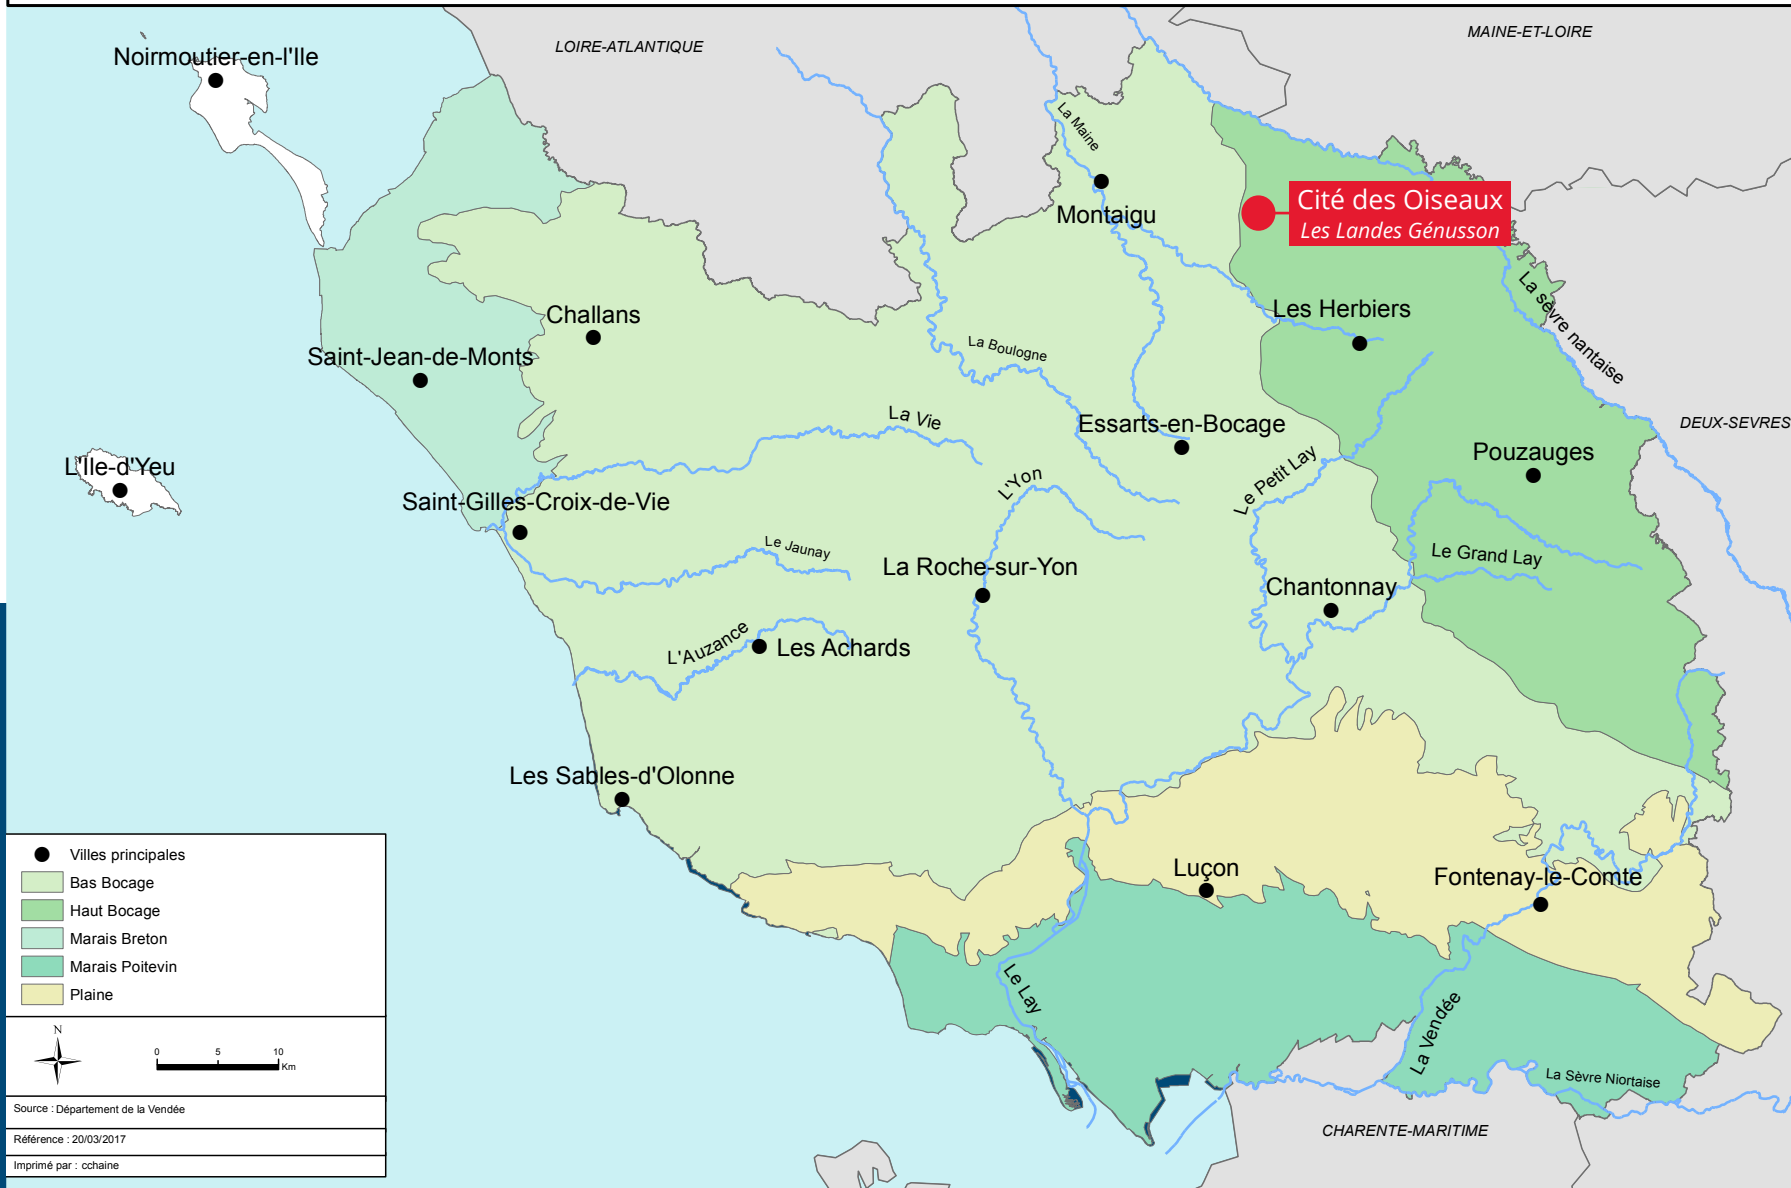 LOIRE-ATLANTIQUE
MAINE-ET-LOIRE
Noirmoutier-en-l'Ile
La Maine
Montaigu
Cité des Oiseaux
Les Landes Génusson
La sèvre nantaise
Challans
Les Herbiers
Saint-Jean-de-Monts
La Boulogne
La Vie
Essarts-en-Bocage
DEUX-SEVRES
L'Ile-d'Yeu
Le Petit Lay
Pouzauges
Saint-Gilles-Croix-de-Vie
L'Yon
Le Jaunay
La Roche-sur-Yon
Le Grand Lay
Chantonnay
L'Auzance
Les Achards
Les Sables-d'Olonne
Luçon
Fontenay-le-Comte
Le Lay
La Vendée
La Sèvre Niortaise
CHARENTE-MARITIME
Villes principales
Bas Bocage
Haut Bocage
Marais Breton
Marais Poitevin
Plaine
N
0 5 10
Km
Source : Département de la Vendée
Référence : 20/03/2017
Imprimé par : cchaine